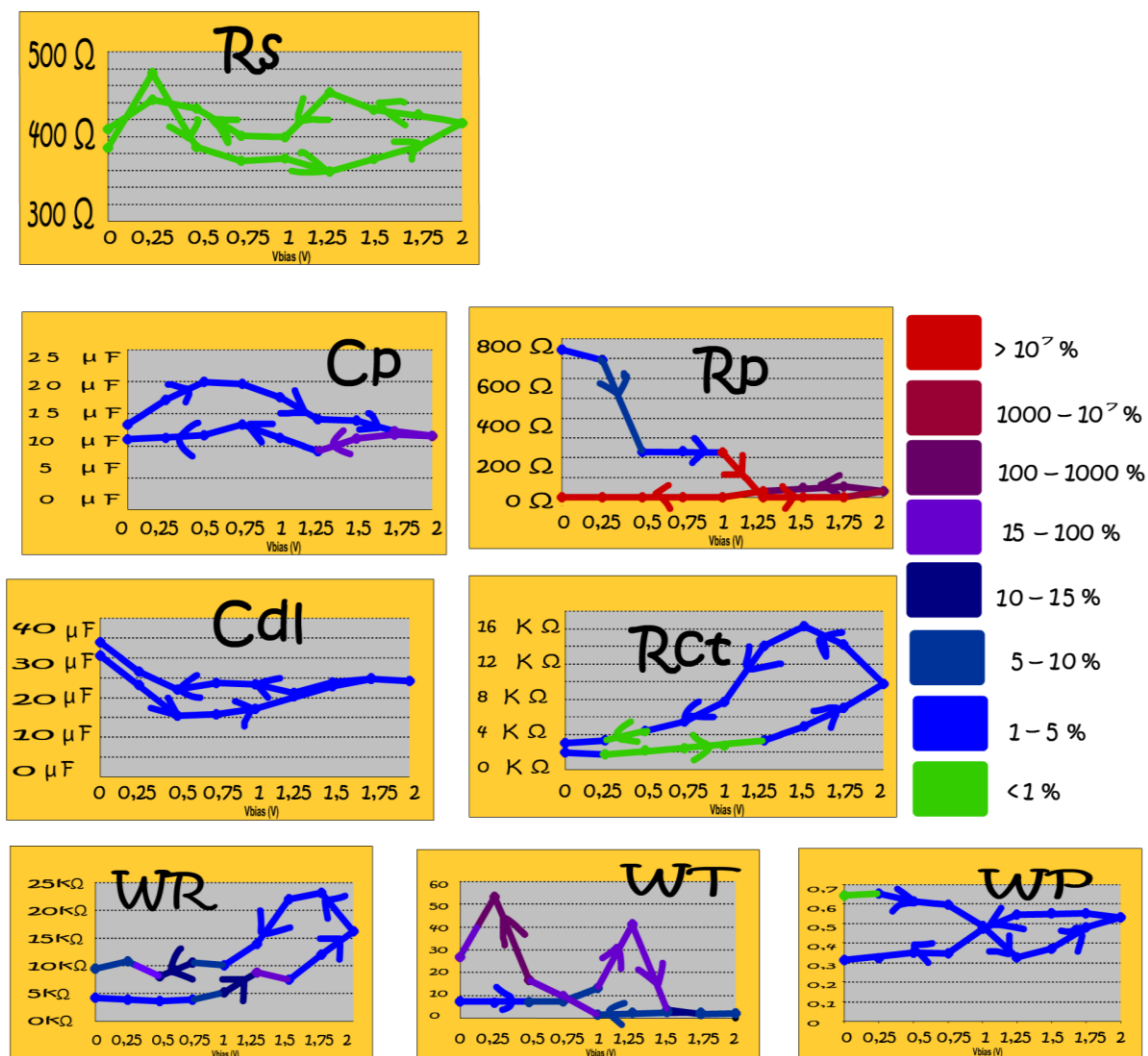 Rs
500 Ω
400 Ω
300 Ω
0 0,25 0,5 0,75 1 1,25 1,5 1,75 2
Vbias (V)
Cp
25 µF
20 µF
15 µF
10 µF
5 µF
0 µF
0 0,25 0,5 0,75 1 1,25 1,5 1,75 2
Vbias (V)
Rp
800 Ω
600 Ω
400 Ω
200 Ω
0 Ω
0 0,25 0,5 0,75 1 1,25 1,5 1,75 2
Vbias (V)
> 10⁷ %
1000 – 10⁷ %
100 – 1000 %
15 – 100 %
10 – 15 %
5 – 10 %
1 – 5 %
<1 %
Cdl
40 µF
30 µF
20 µF
10 µF
0 µF
0 0,25 0,5 0,75 1 1,25 1,5 1,75 2
Vbias (V)
Rct
16 K Ω
12 K Ω
8 K Ω
4 K Ω
0 K Ω
0 0,25 0,5 0,75 1 1,25 1,5 1,75 2
Vbias (V)
WR
25KΩ
20KΩ
15KΩ
10KΩ
5KΩ
0KΩ
0 0,25 0,5 0,75 1 1,25 1,5 1,75 2
Vbias (V)
WT
60
50
40
30
20
10
0
0 0,25 0,5 0,75 1 1,25 1,5 1,75 2
Vbias (V)
WP
0,7
0,6
0,5
0,4
0,3
0,2
0,1
0
0 0,25 0,5 0,75 1 1,25 1,5 1,75 2
Vbias (V)